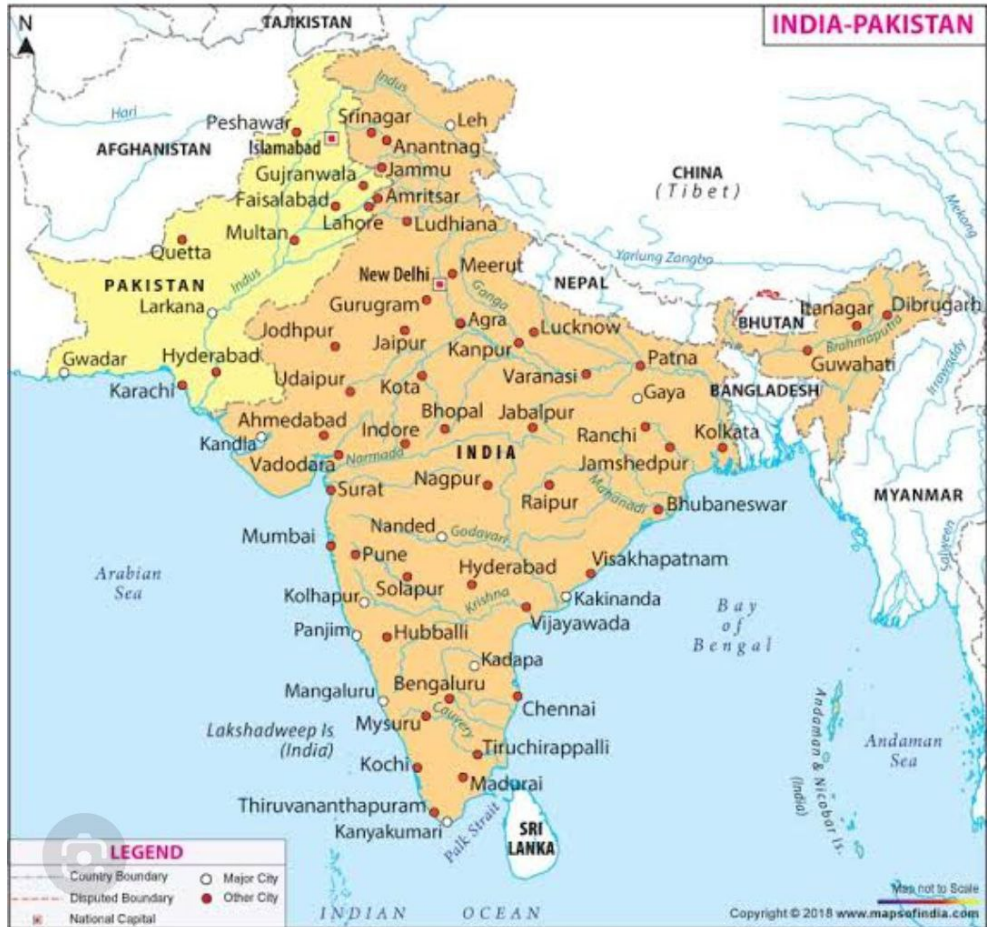 N
TAJIKISTAN
INDIA-PAKISTAN
Indus
Hari
Peshawar
Srinagar
Leh
AFGHANISTAN
Islamabad
Anantnag
Jammu
CHINA
(Tibet)
Gujranwala
Faisalabad
Amritsar
Lahore
Ludhiana
Mekong
Multan
Quetta
Yarlung Zangbo
PAKISTAN
Indus
New Delhi
Meerut
NEPAL
Larkana
Gurugram
Ganga
Itanagar
Dibrugarh
Jodhpur
Jaipur
Agra
Lucknow
BHUTAN
Brahmaputra
Kanpur
Gwadar
Hyderabad
Patna
Guwahati
Irrawaddy
Karachi
Udaipur
Kota
Varanasi
Gaya
BANGLADESH
Ahmedabad
Bhopal
Jabalpur
Kandla
Indore
Ranchi
Kolkata
Vadodara
Narmada
INDIA
Jamshedpur
Surat
Nagpur
Raipur
Mahanadi
Bhubaneswar
MYANMAR
Mumbai
Nanded
Godavari
Salween
Pune
Visakhapatnam
Arabian
Sea
Solapur
Hyderabad
Kolhapur
Krishna
Kakinanda
Bay
of
Bengal
Panjim
Hubballi
Vijayawada
Kadapa
Mangaluru
Bengaluru
Chennai
Lakshadweep Is.
(India)
Mysuru
Cauvery
Andaman & Nicobar Is.
(India)
Andaman
Sea
Tiruchirappalli
Kochi
Madurai
Thiruvananthapuram
Kanyakumari
Palk Strait
SRI
LANKA
LEGEND
Country Boundary
Major City
Disputed Boundary
Other City
National Capital
INDIAN OCEAN
Map not to Scale
Copyright © 2018 www.mapsofindia.com